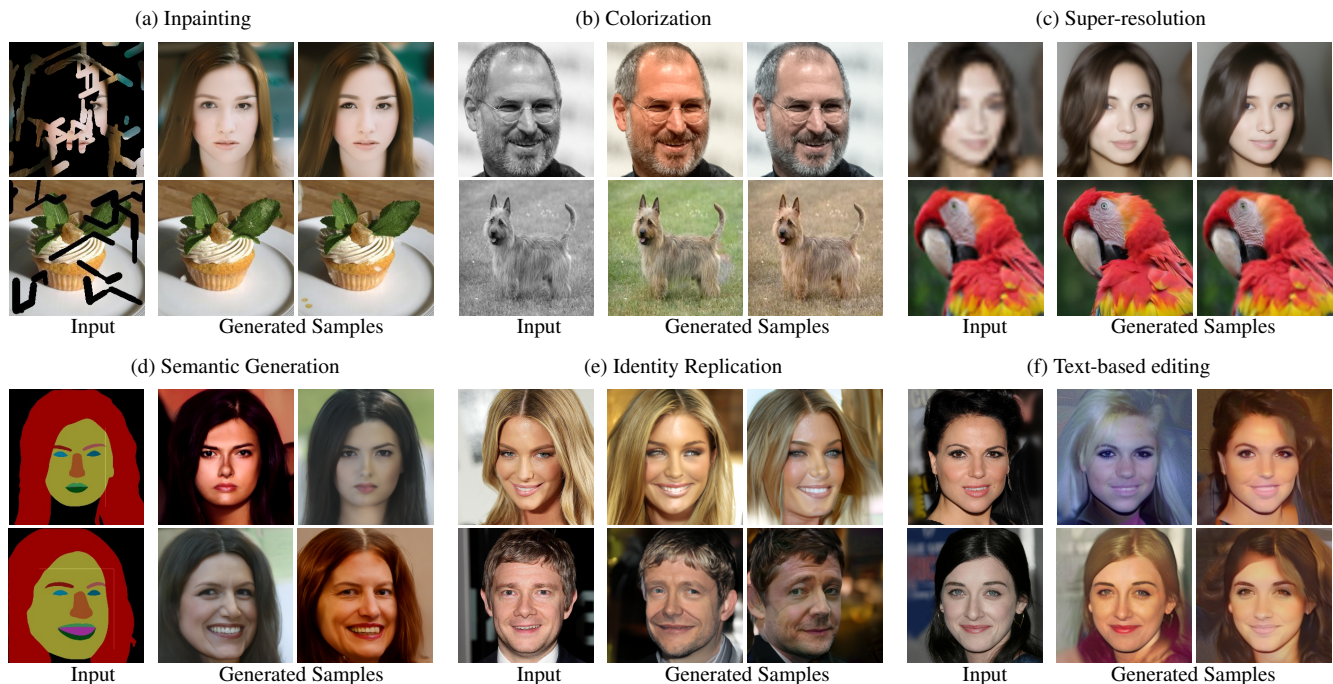 (a) Inpainting
(b) Colorization
(c) Super-resolution
Input
Generated Samples
Input
Generated Samples
Input
Generated Samples
(d) Semantic Generation
(e) Identity Replication
(f) Text-based editing
Input
Generated Samples
Input
Generated Samples
Input
Generated Samples